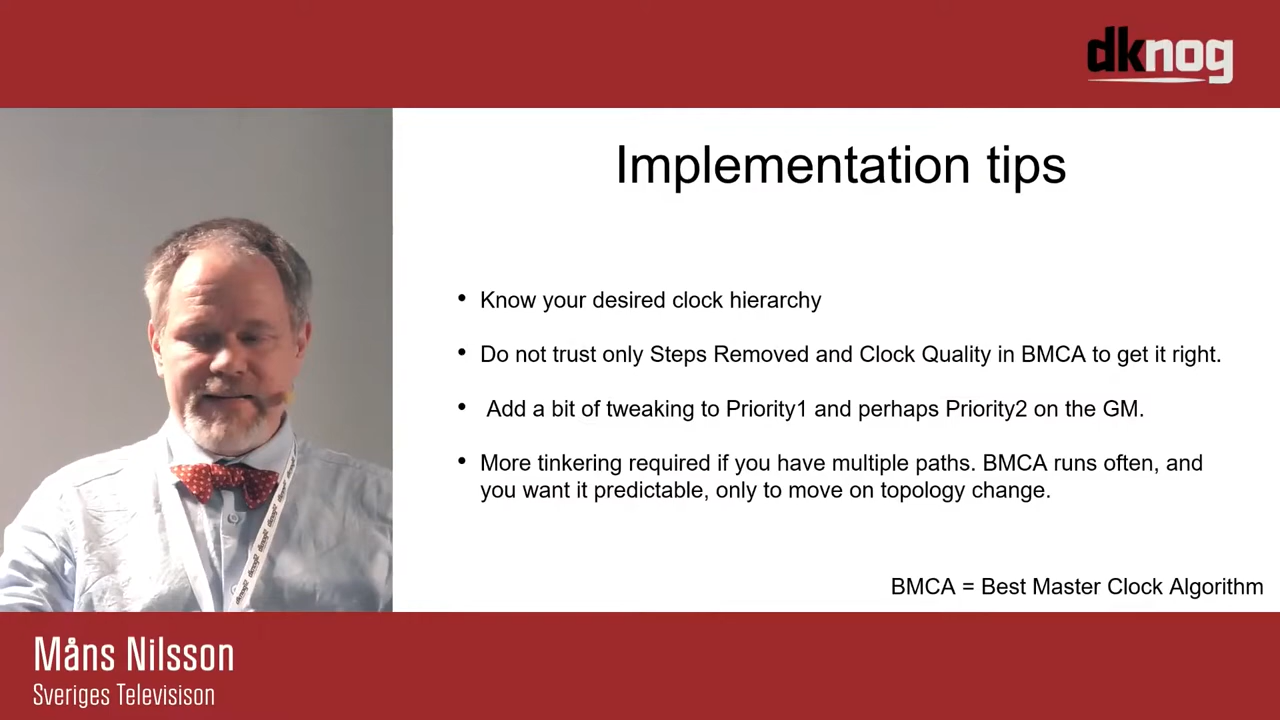 dknog
Implementation tips
• Know your desired clock hierarchy
• Do not trust only Steps Removed and Clock Quality in BMCA to get it right.
• Add a bit of tweaking to Priority1 and perhaps Priority2 on the GM.
• More tinkering required if you have multiple paths. BMCA runs often, and
you want it predictable, only to move on topology change.
BMCA = Best Master Clock Algorithm
Måns Nilsson
Sveriges Televisison